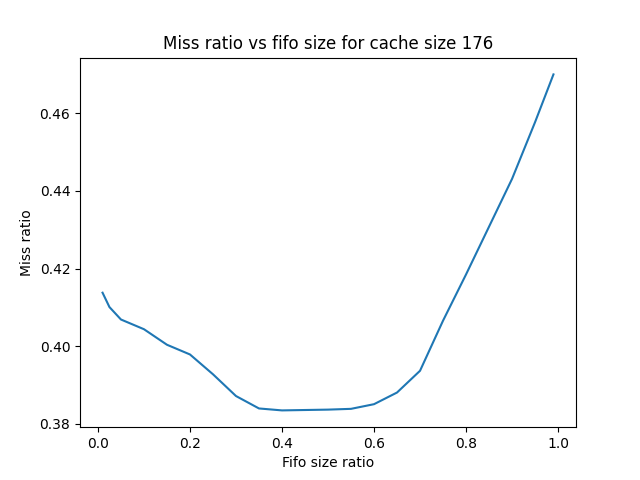 Miss ratio vs fifo size for cache size 176
Miss ratio
0.46
0.44
0.42
0.40
0.38
0.0 0.2 0.4 0.6 0.8 1.0
Fifo size ratio